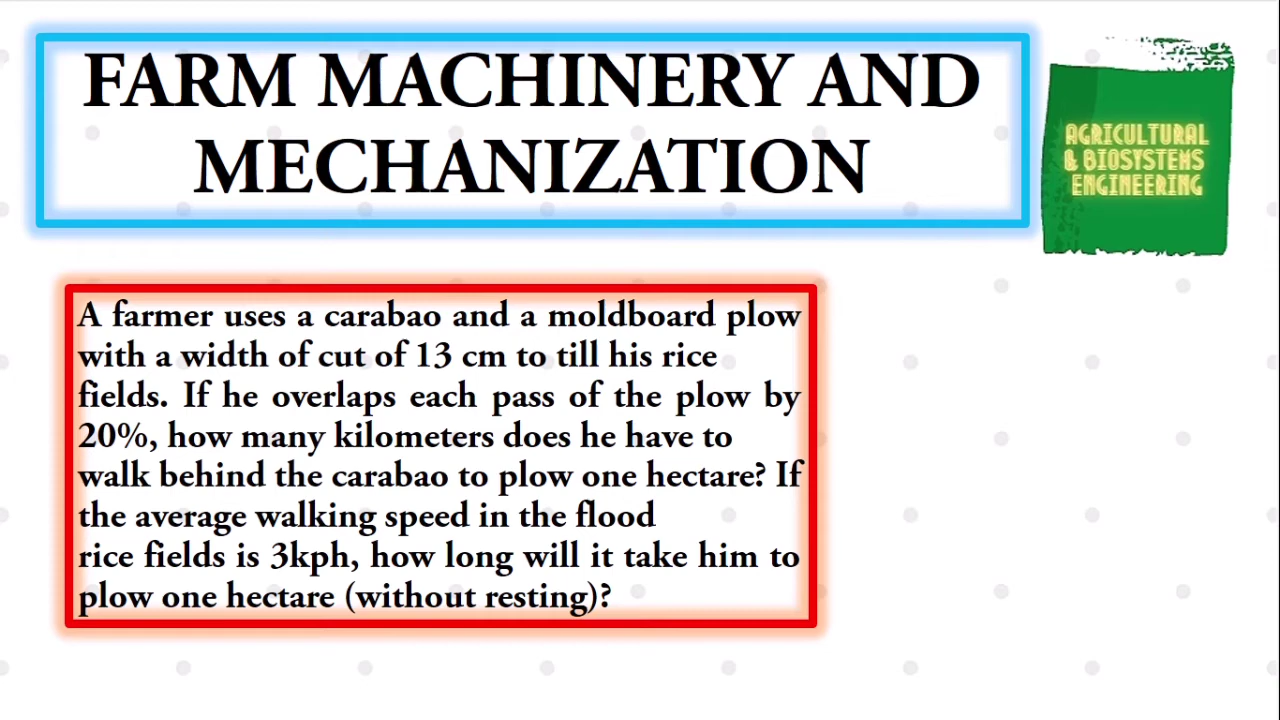 FARM MACHINERY AND
MECHANIZATION
AGRICULTURAL
& BIOSYSTEMS
ENGINEERING
A farmer uses a carabao and a moldboard plow
with a width of cut of 13 cm to till his rice
fields. If he overlaps each pass of the plow by
20%, how many kilometers does he have to
walk behind the carabao to plow one hectare? If
the average walking speed in the flood
rice fields is 3kph, how long will it take him to
plow one hectare (without resting)?